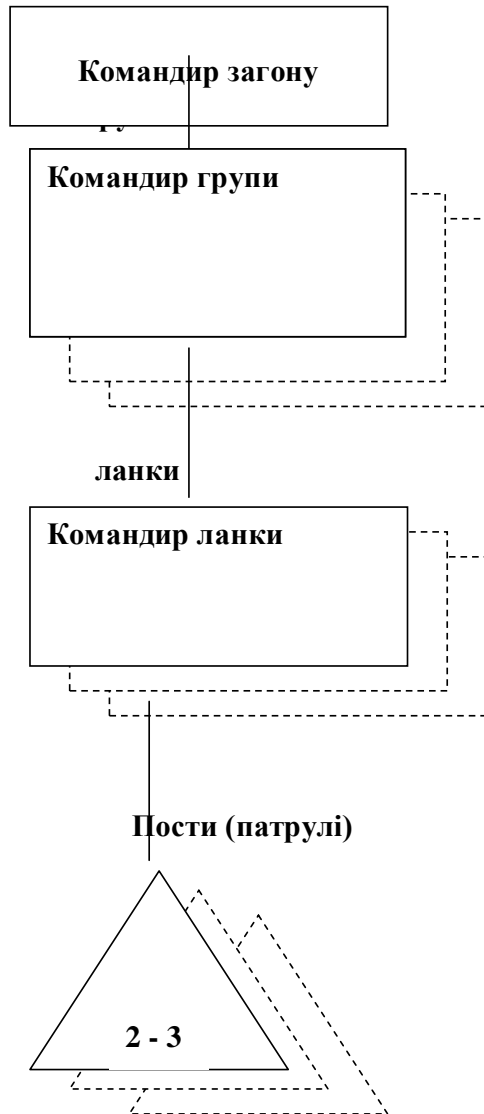 Командир загону
Командир групи
ланки
Командир ланки
Пости (патрулі)
2 - 3